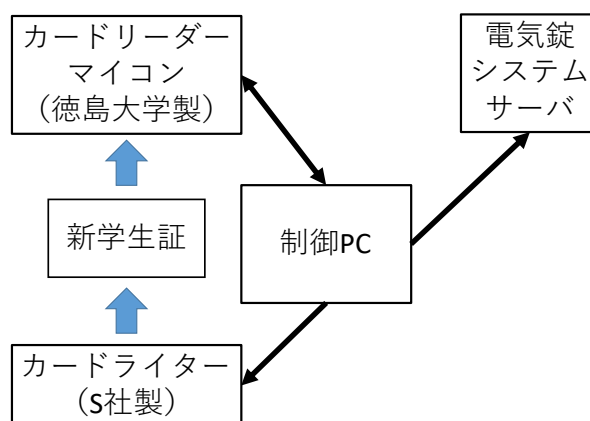 カードリーダー
マイコン
（徳島大学製）
電気錠
システム
サーバ
新学生証
制御PC
カードライター
（S社製）